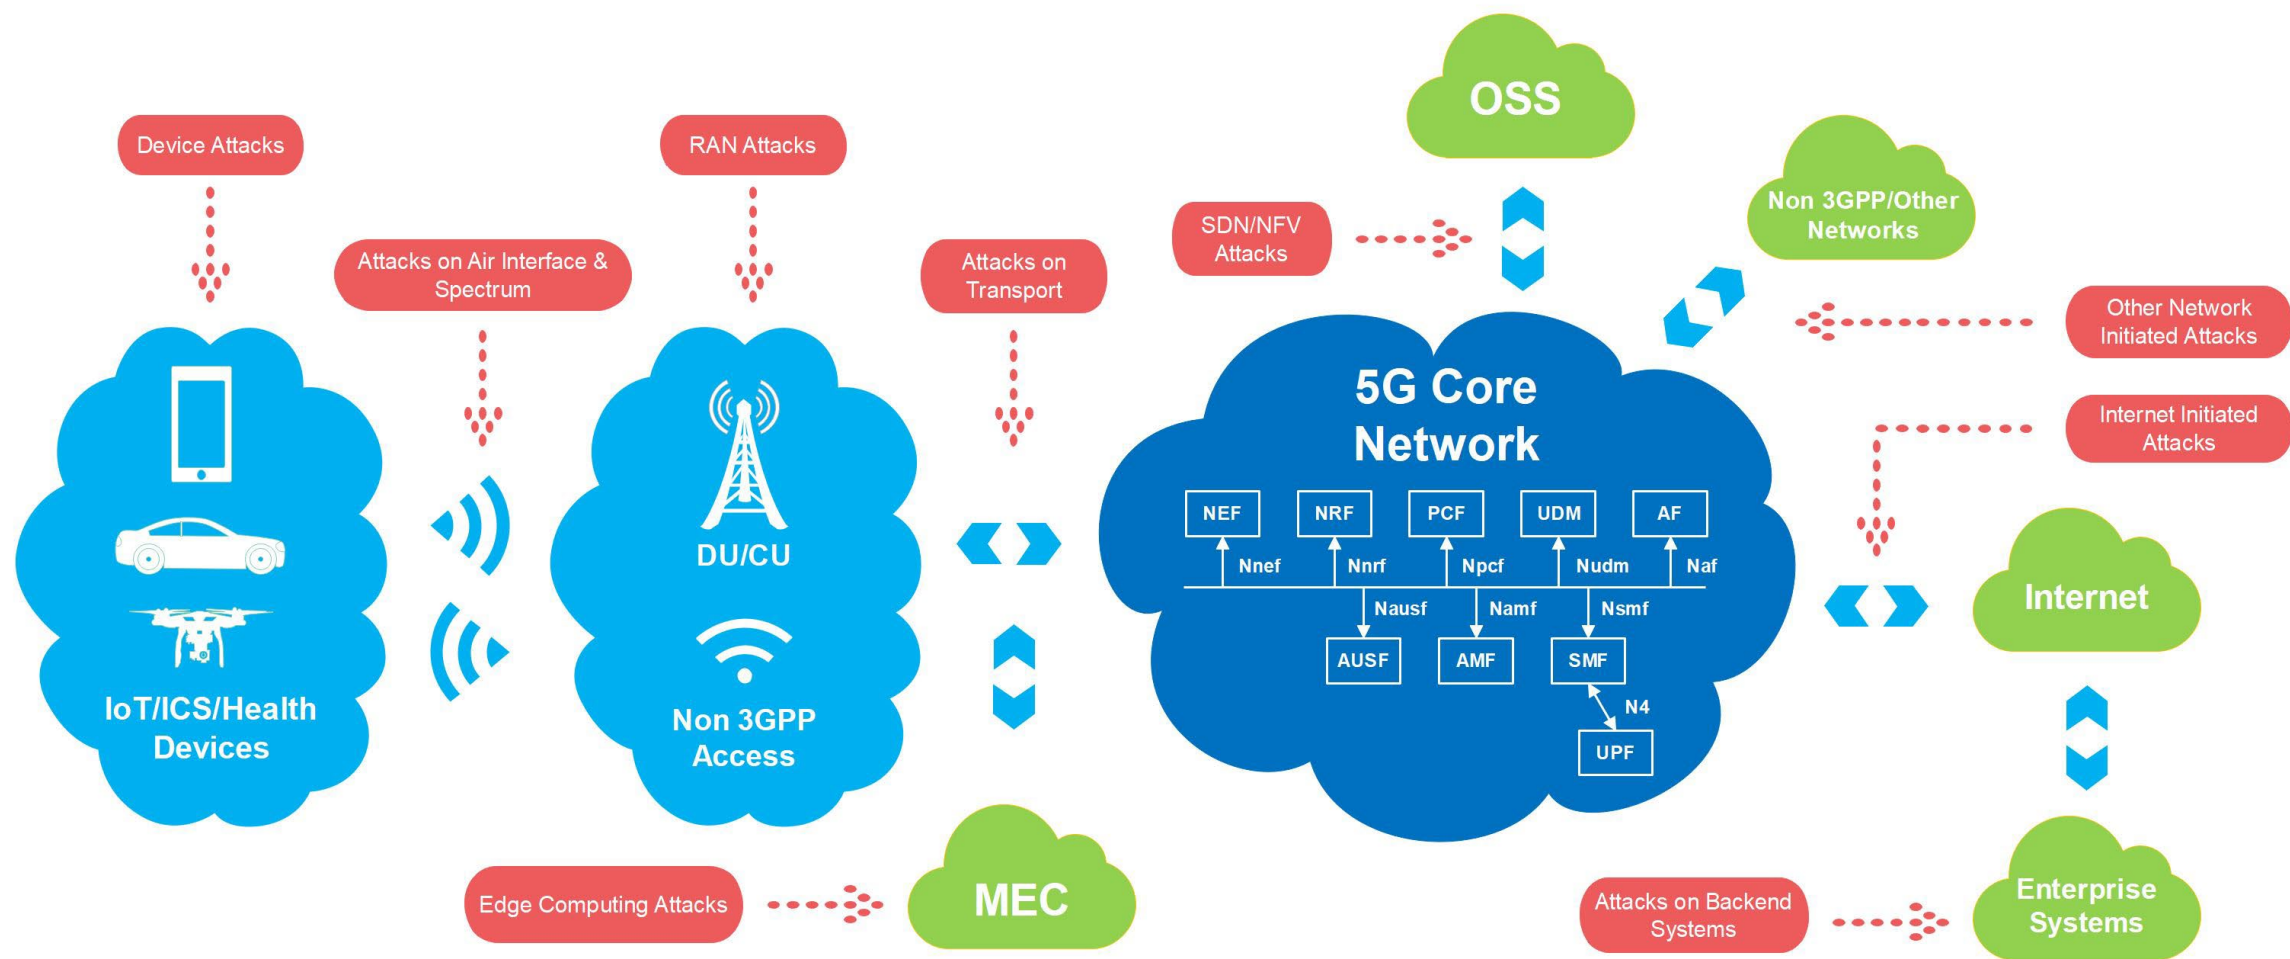 OSS
Device Attacks
RAN Attacks
Non 3GPP/Other
Networks
SDN/NFV
Attacks
Attacks on Air Interface &
Spectrum
Attacks on
Transport
Other Network
Initiated Attacks
5G Core
Network
Internet Initiated
Attacks
NEF
NRF
PCF
UDM
AF
DU/CU
Nnef
Nnrf
Npcf
Nudm
Naf
Nausf
Namf
Nsmf
Internet
AUSF
AMF
SMF
IoT/ICS/Health
Devices
Non 3GPP
Access
N4
UPF
MEC
Edge Computing Attacks
Attacks on Backend
Systems
Enterprise
Systems